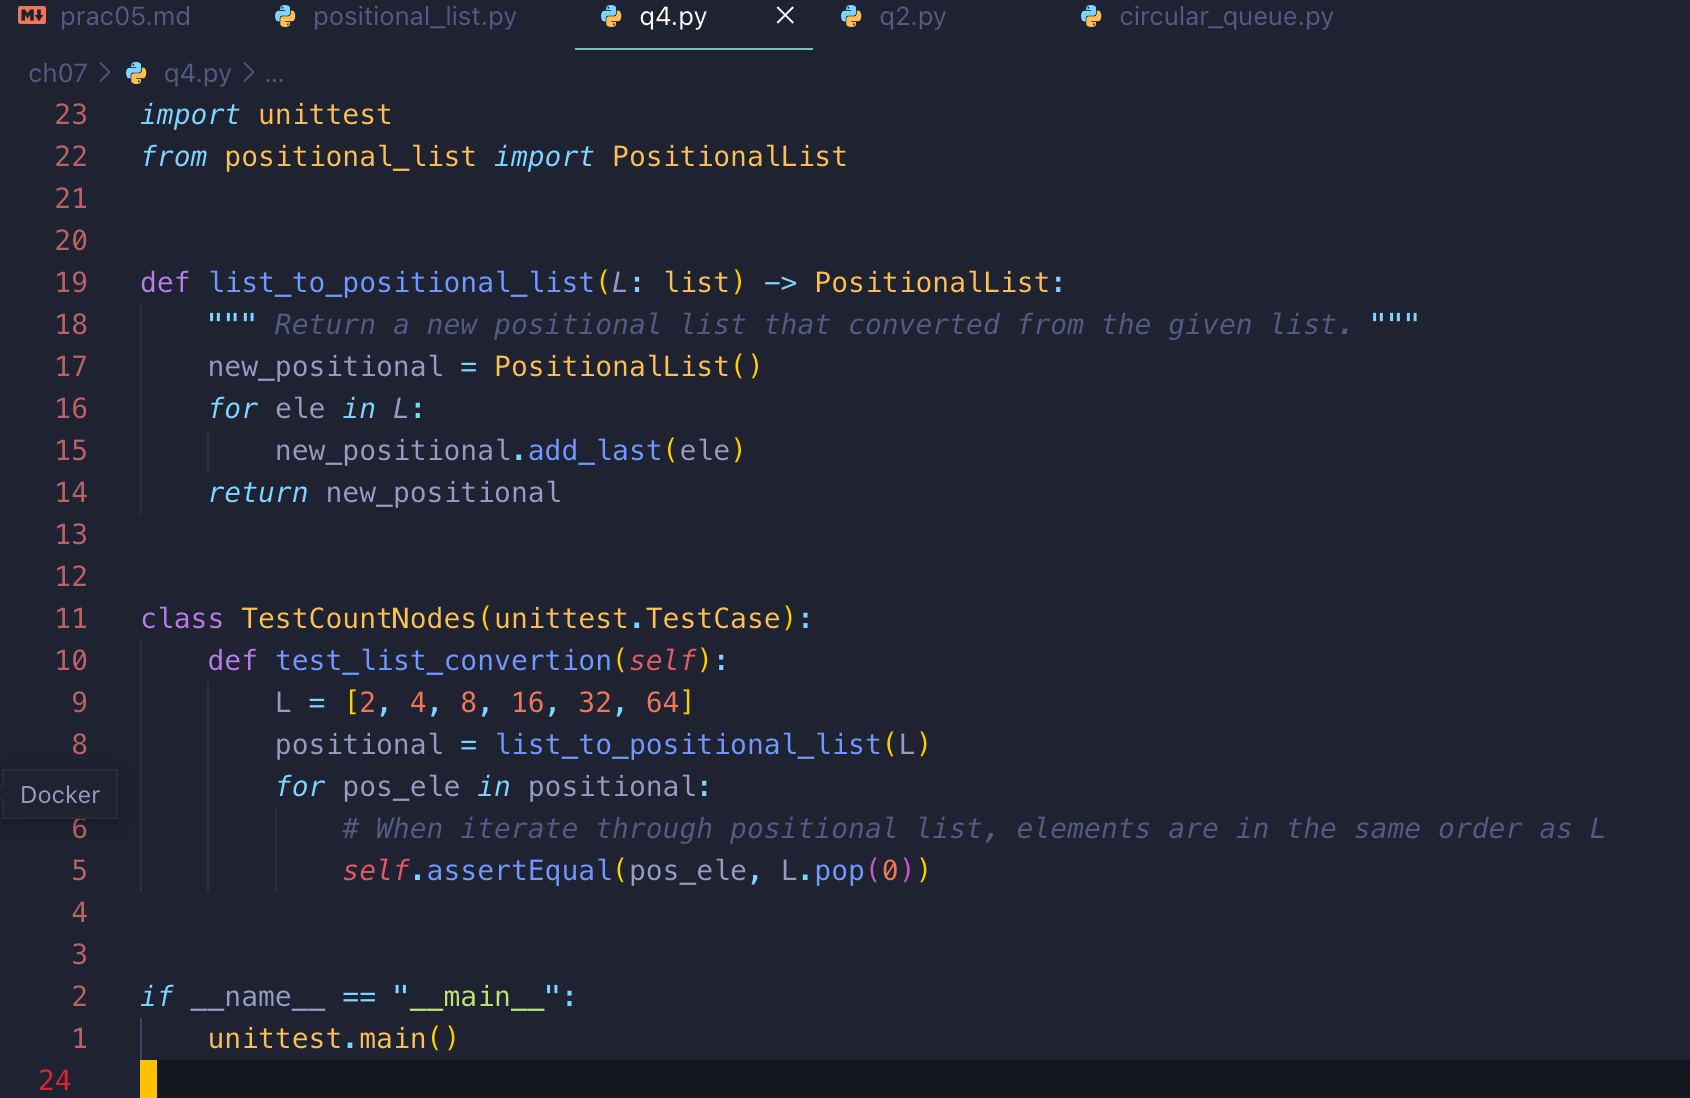 prac05.md positional_list.py q4.py q2.py circular_queue.py
ch07 > q4.py > ...
23 import unittest
22 from positional_list import PositionalList
21
20
19 def list_to_positional_list(L: list) -> PositionalList:
18     """ Return a new positional list that converted from the given list. """
17     new_positional = PositionalList()
16     for ele in L:
15         new_positional.add_last(ele)
14     return new_positional
13
12
11 class TestCountNodes(unittest.TestCase):
10     def test_list_convertion(self):
9         L = [2, 4, 8, 16, 32, 64]
8         positional = list_to_positional_list(L)
Docker
        for pos_ele in positional:
6             # When iterate through positional list, elements are in the same order as L
5             self.assertEqual(pos_ele, L.pop(0))
4
3
2 if __name__ == "__main__":
1     unittest.main()
24